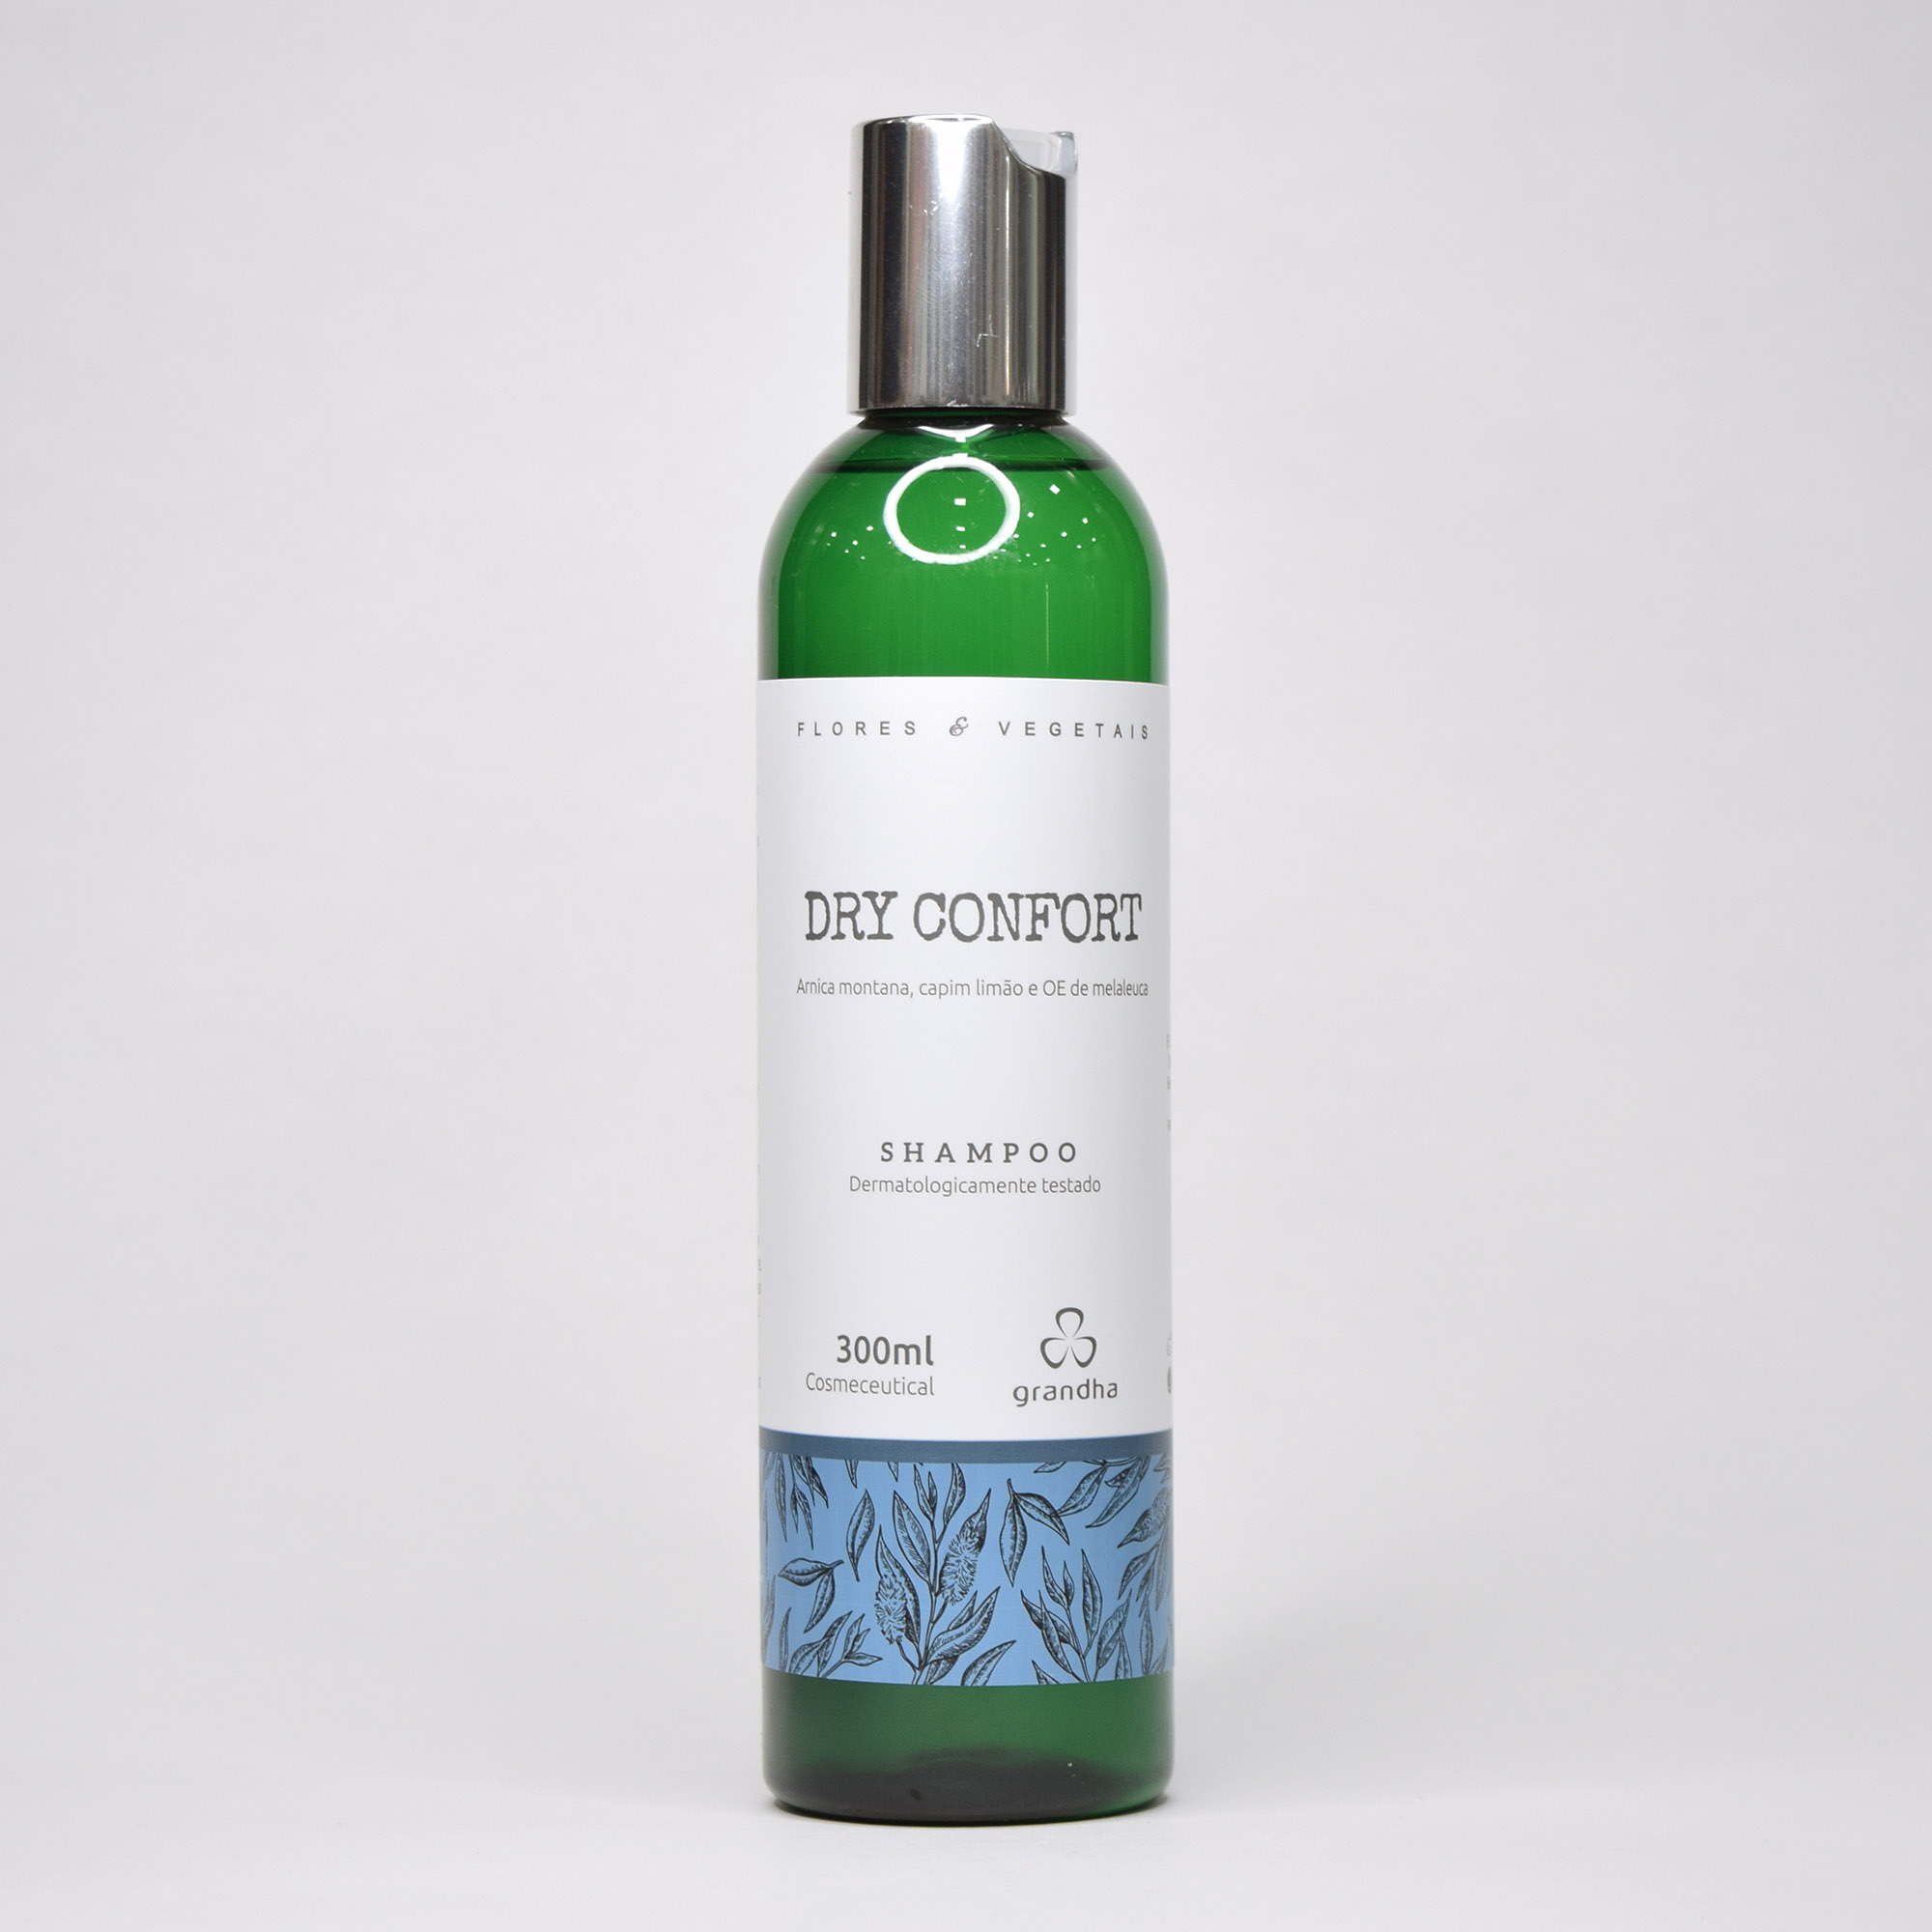 FLORES & VEGETAIS
DRY CONFORT
Arnica montana, capim limão e OE de melaleuca
SHAMPOO
Dermatologicamente testado
300ml
Cosmeceutical
grandha